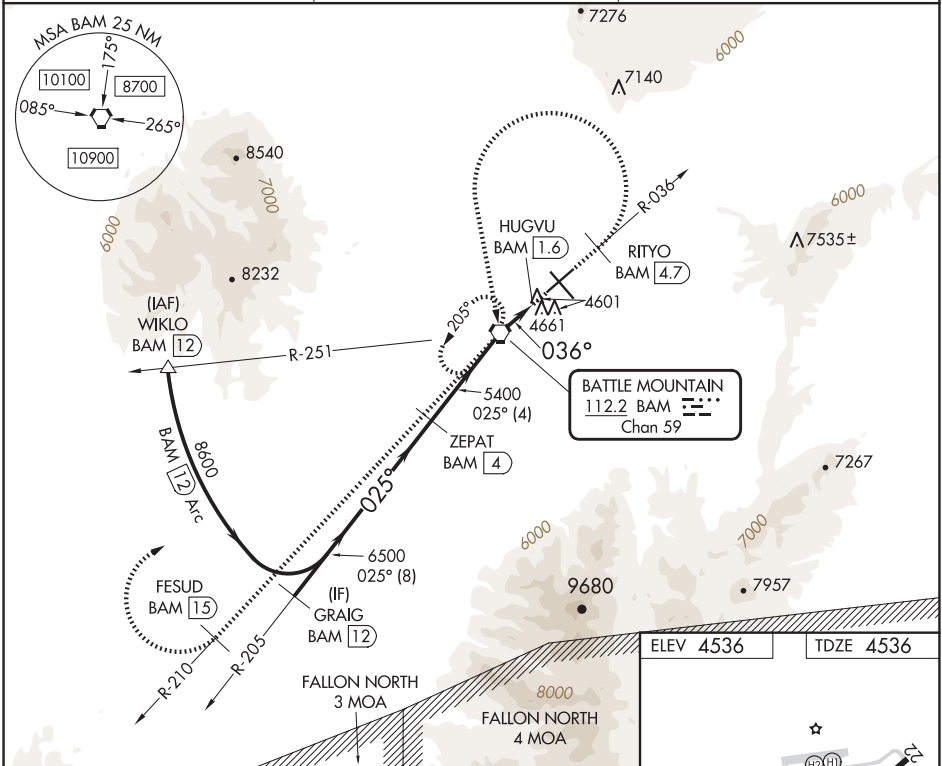 MSA BAM 25 NM
175°
10100
8700
085°
265°
10900
7276
6000
7140
8540
7000
6000
8232
HUGVU
BAM 1.6
R-036
RITYO
BAM 4.7
6000
7535±
(IAF)
WIKLO
BAM 12
R-251
205°
4601
4661
036°
5400
025° (4)
BATTLE MOUNTAIN
112.2 BAM
Chan 59
ZEPAT
BAM 4
8600
BAM 12 Arc
025°
7267
6000
7000
6500
025° (8)
FESUD
BAM 15
(IF)
GRAIG
BAM 12
9680
7957
R-210
R-205
ELEV 4536
TDZE 4536
FALLON NORTH
3 MOA
8000
FALLON NORTH
4 MOA
H2
H1
22